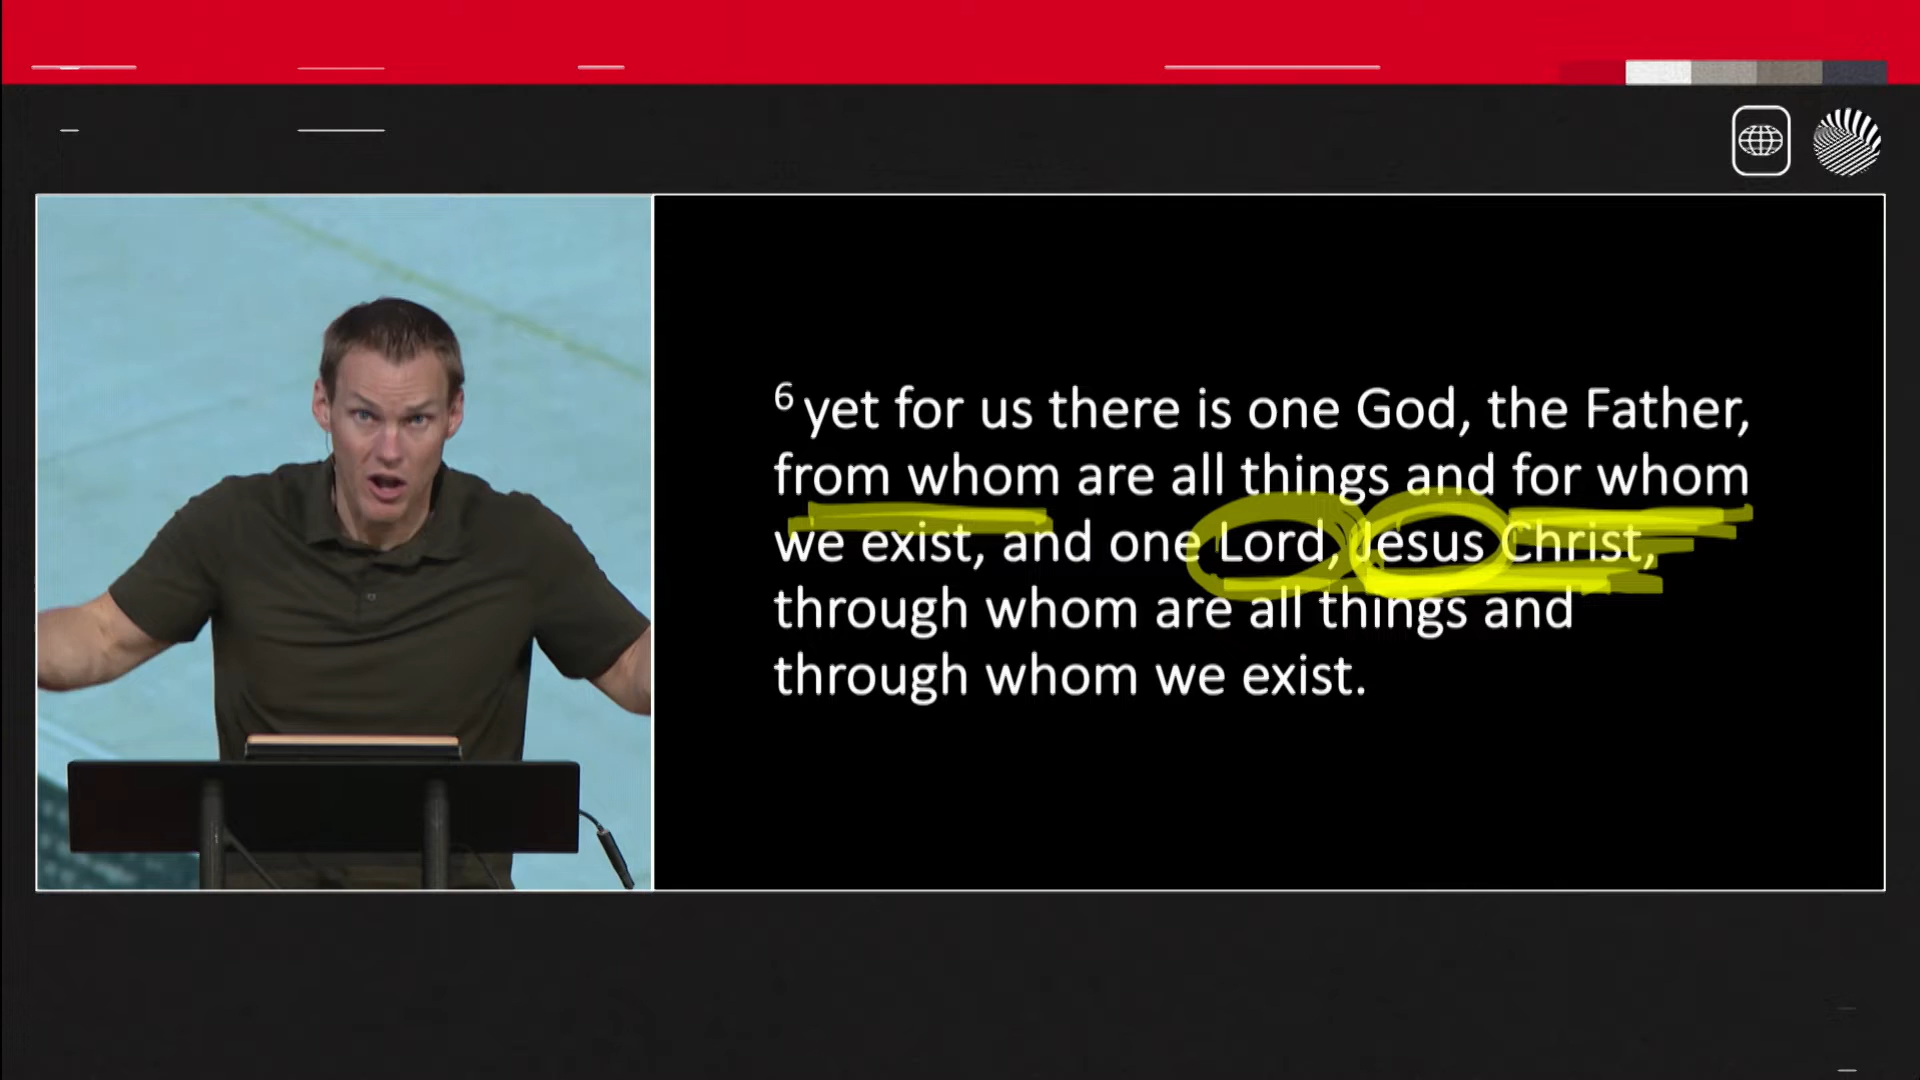 6 yet for us there is one God, the Father,
from whom are all things and for whom
we exist, and one Lord, Jesus Christ,
through whom are all things and
through whom we exist.